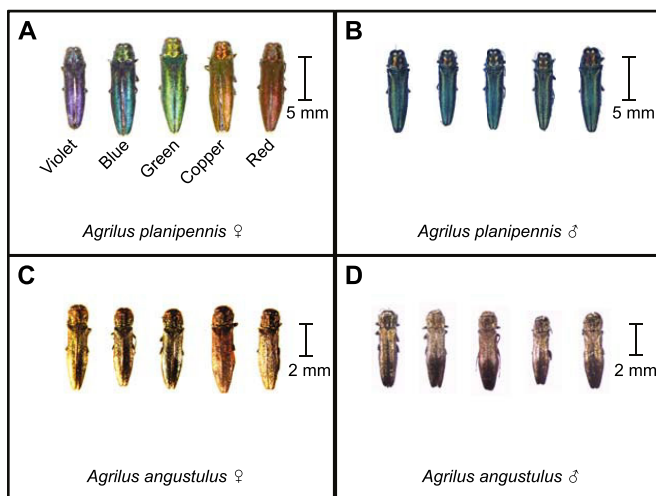 A
5 mm
Violet
Blue
Green
Copper
Red
Agrilus planipennis ♀
B
5 mm
Agrilus planipennis ♂
C
2 mm
Agrilus angustulus ♀
D
2 mm
Agrilus angustulus ♂